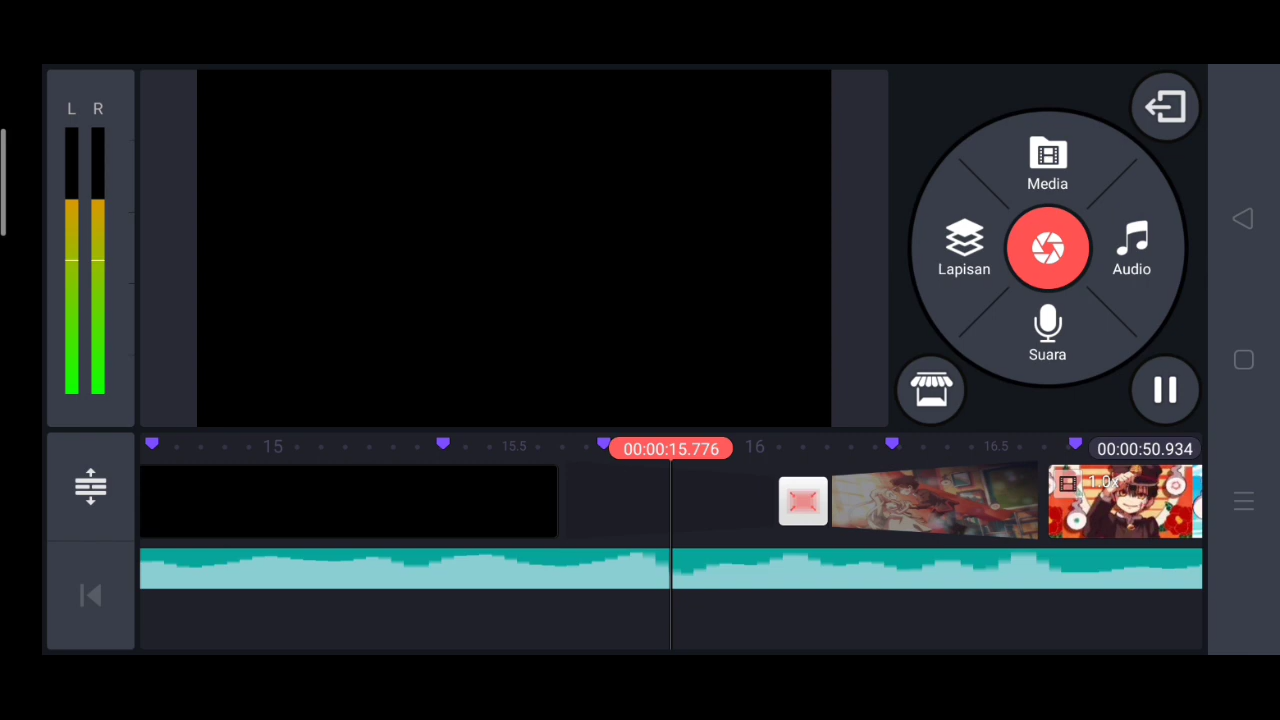 L R
Media
Lapisan
Audio
Suara
15
15.5
00:00:15.776
16
16.5
00:00:50.934
1.0x